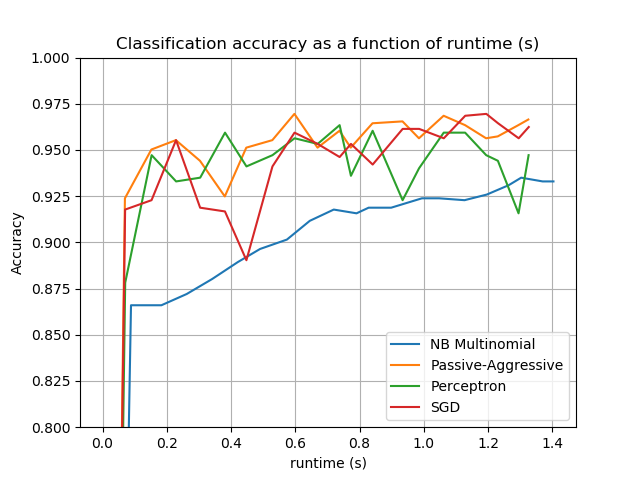 Classification accuracy as a function of runtime (s)
1.000
0.975
0.950
0.925
0.900
0.875
0.850
0.825
0.800
Accuracy
0.0 0.2 0.4 0.6 0.8 1.0 1.2 1.4
runtime (s)
NB Multinomial
Passive-Aggressive
Perceptron
SGD